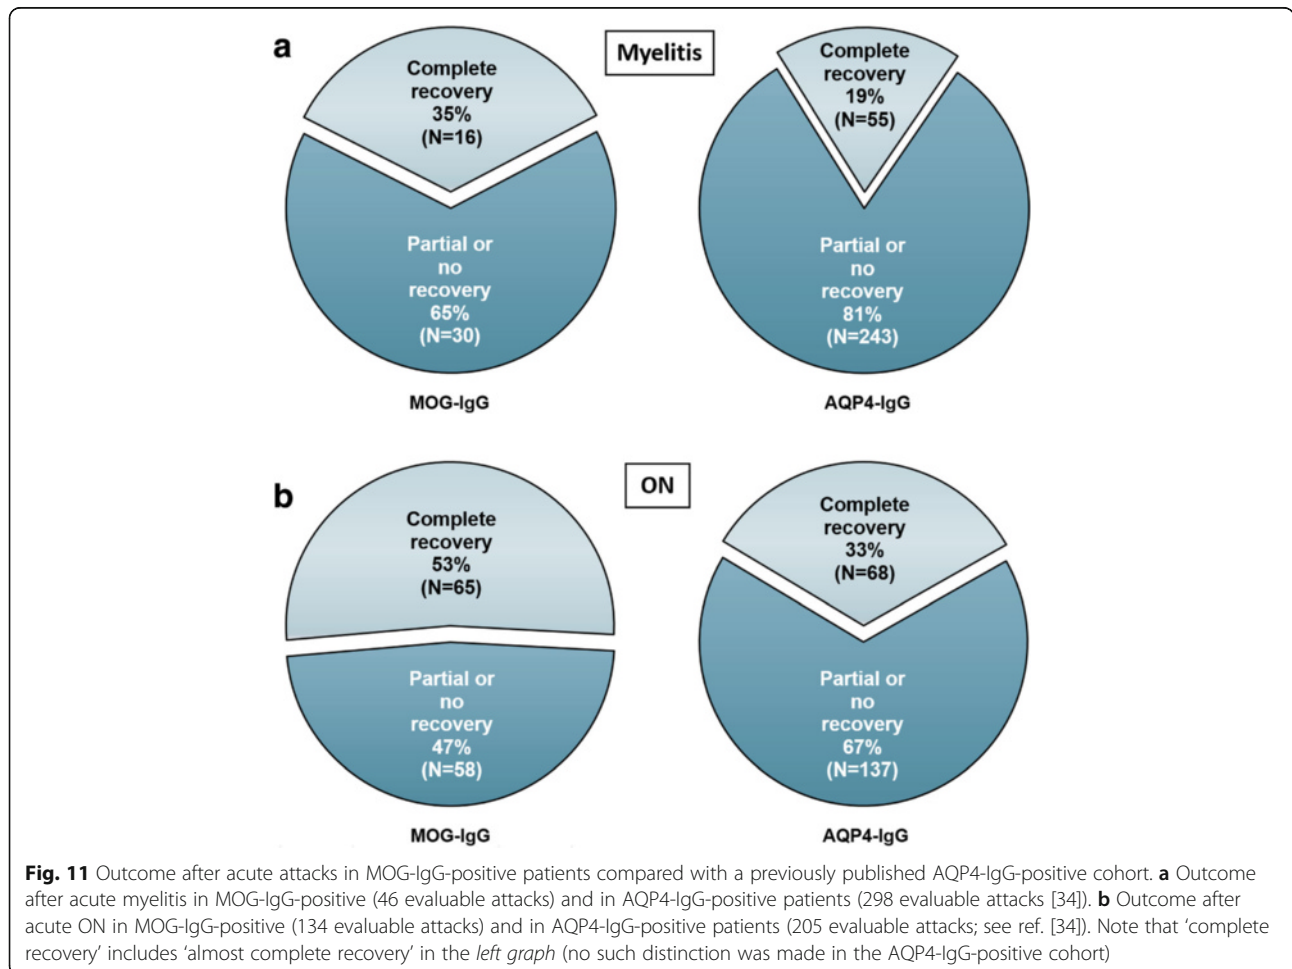 a
Myelitis
Complete
recovery
35%
(N=16)
Partial or
no
recovery
65%
(N=30)
MOG-IgG
Complete
recovery
19%
(N=55)
Partial or
no
recovery
81%
(N=243)
AQP4-IgG
b
ON
Complete
recovery
53%
(N=65)
Partial or
no
recovery
47%
(N=58)
MOG-IgG
Complete
recovery
33%
(N=68)
Partial or
no
recovery
67%
(N=137)
AQP4-IgG
Fig. 11 Outcome after acute attacks in MOG-IgG-positive patients compared with a previously published AQP4-IgG-positive cohort. a Outcome
after acute myelitis in MOG-IgG-positive (46 evaluable attacks) and in AQP4-IgG-positive patients (298 evaluable attacks [34]). b Outcome after
acute ON in MOG-IgG-positive (134 evaluable attacks) and in AQP4-IgG-positive patients (205 evaluable attacks; see ref. [34]). Note that ‘complete
recovery’ includes ‘almost complete recovery’ in the left graph (no such distinction was made in the AQP4-IgG-positive cohort)